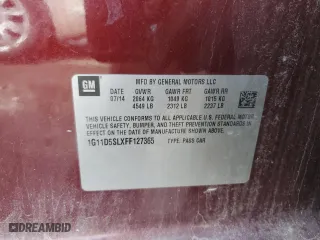 GM
MFD BY GENERAL MOTORS LLC
DATE GVWR GAWR FRT GAWR RR
07/14 2064 KG 1049 KG 1015 KG
4549 LB 2312 LB 2237 LB
THIS VEHICLE CONFORMS TO ALL APPLICABLE U.S. FEDERAL MOTOR
VEHICLE SAFETY, BUMPER, AND THEFT PREVENTION STANDARDS IN
EFFECT ON THE DATE OF MANUFACTURE SHOWN ABOVE.
1G11D5SLXFF127365 TYPE: PASS CAR